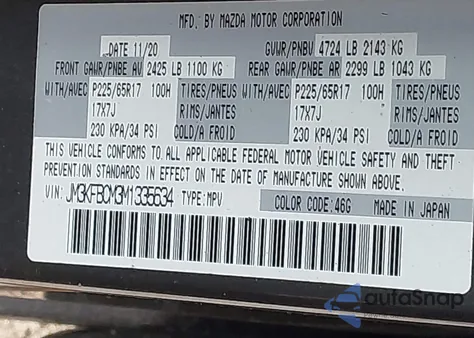 MFD. BY MAZDA MOTOR CORPORATION
DATE 11/20 GVWR/PNBV 4724 LB 2143 KG
FRONT GAWR/PNBE AV 2425 LB 1100 KG REAR GAWR/PNBE AR 2299 LB 1043 KG
WITH/AVEC P225/65R17 100H TIRES/PNEUS WITH/AVEC P225/65R17 100H TIRES/PNEUS
17X7J RIMS/JANTES 17X7J RIMS/JANTES
230 KPA/34 PSI COLD/A FROID 230 KPA/34 PSI COLD/A FROID
THIS VEHICLE CONFORMS TO ALL APPLICABLE FEDERAL MOTOR VEHICLE SAFETY AND THEFT
PREVENTION STANDARDS IN EFFECT ON THE DATE OF MANUFACTURE SHOWN ABOVE.
VIN: JM3KFBCM3M1335634 TYPE: MPV COLOR CODE: 46G MADE IN JAPAN
autoSnap